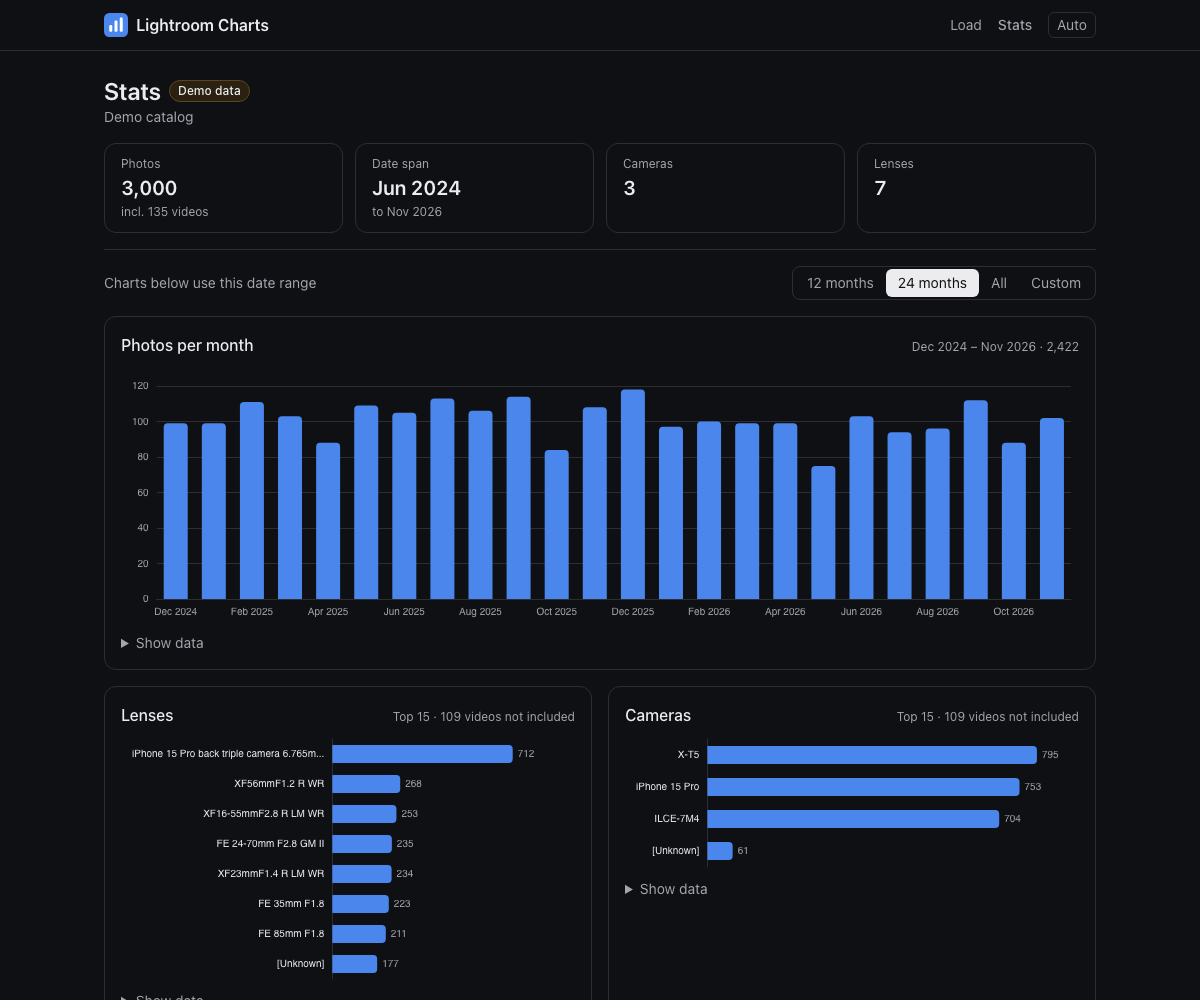 Lightroom Charts
Load Stats Auto
Stats Demo data
Demo catalog
Photos
3,000
incl. 135 videos
Date span
Jun 2024
to Nov 2026
Cameras
3
Lenses
7
Charts below use this date range
12 months 24 months All Custom
Photos per month
Dec 2024 – Nov 2026 · 2,422
120
100
80
60
40
20
0
Dec 2024 Feb 2025 Apr 2025 Jun 2025 Aug 2025 Oct 2025 Dec 2025 Feb 2026 Apr 2026 Jun 2026 Aug 2026 Oct 2026
Show data
Lenses
Top 15 · 109 videos not included
iPhone 15 Pro back triple camera 6.765m... 712
XF56mmF1.2 R WR 268
XF16-55mmF2.8 R LM WR 253
FE 24-70mm F2.8 GM II 235
XF23mmF1.4 R LM WR 234
FE 35mm F1.8 223
FE 85mm F1.8 211
[Unknown] 177
Show data
Cameras
Top 15 · 109 videos not included
X-T5 795
iPhone 15 Pro 753
ILCE-7M4 704
[Unknown] 61
Show data